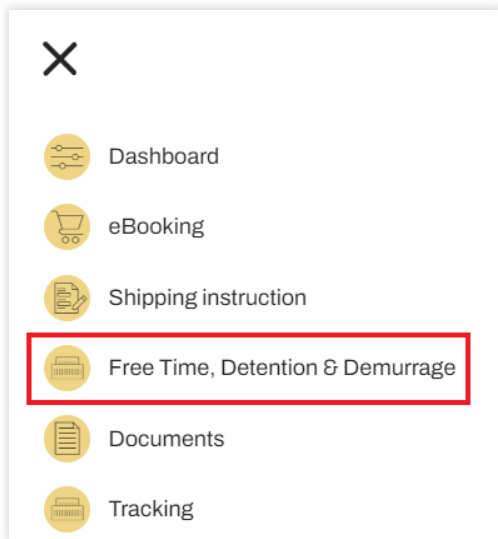 Dashboard
eBooking
Shipping instruction
Free Time, Detention & Demurrage
Documents
Tracking